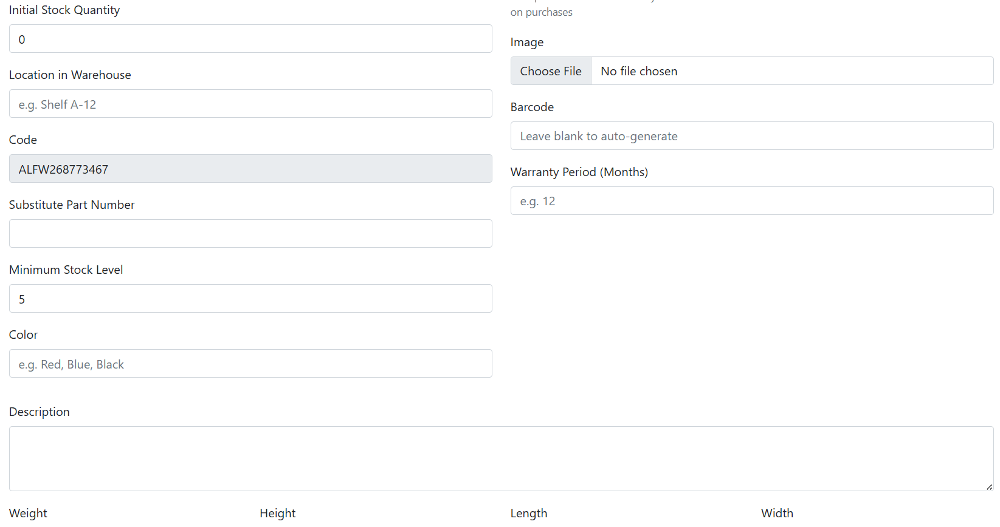 Initial Stock Quantity
0
Location in Warehouse
e.g. Shelf A-12
Code
ALFW268773467
Substitute Part Number
Minimum Stock Level
5
Color
e.g. Red, Blue, Black
on purchases
Image
Choose File No file chosen
Barcode
Leave blank to auto-generate
Warranty Period (Months)
e.g. 12
Description
Weight Height Length Width